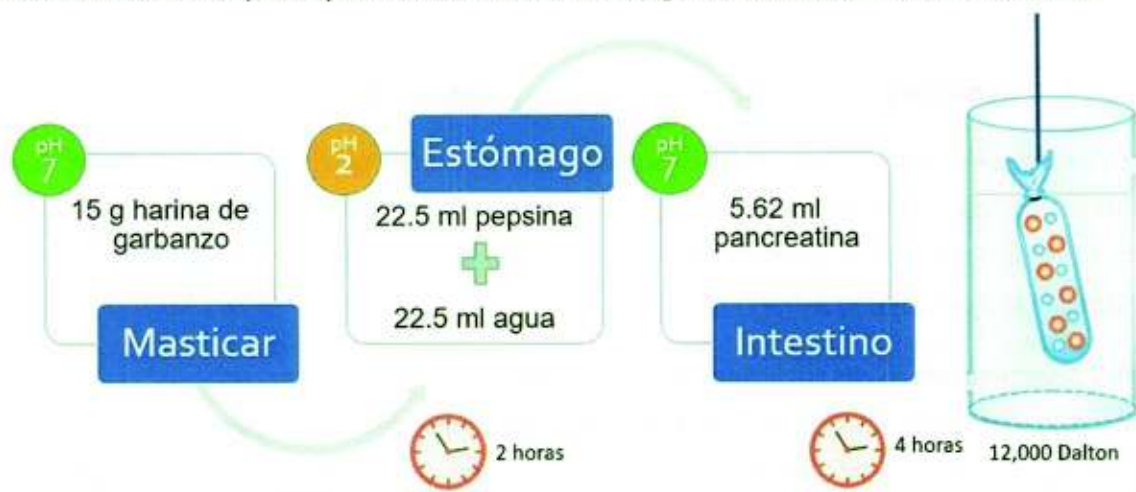 pH
7
15 g harina de
garbanzo
Masticar
pH
2
Estómago
22.5 ml pepsina
22.5 ml agua
2 horas
pH
7
5.62 ml
pancreatina
Intestino
4 horas
12,000 Dalton